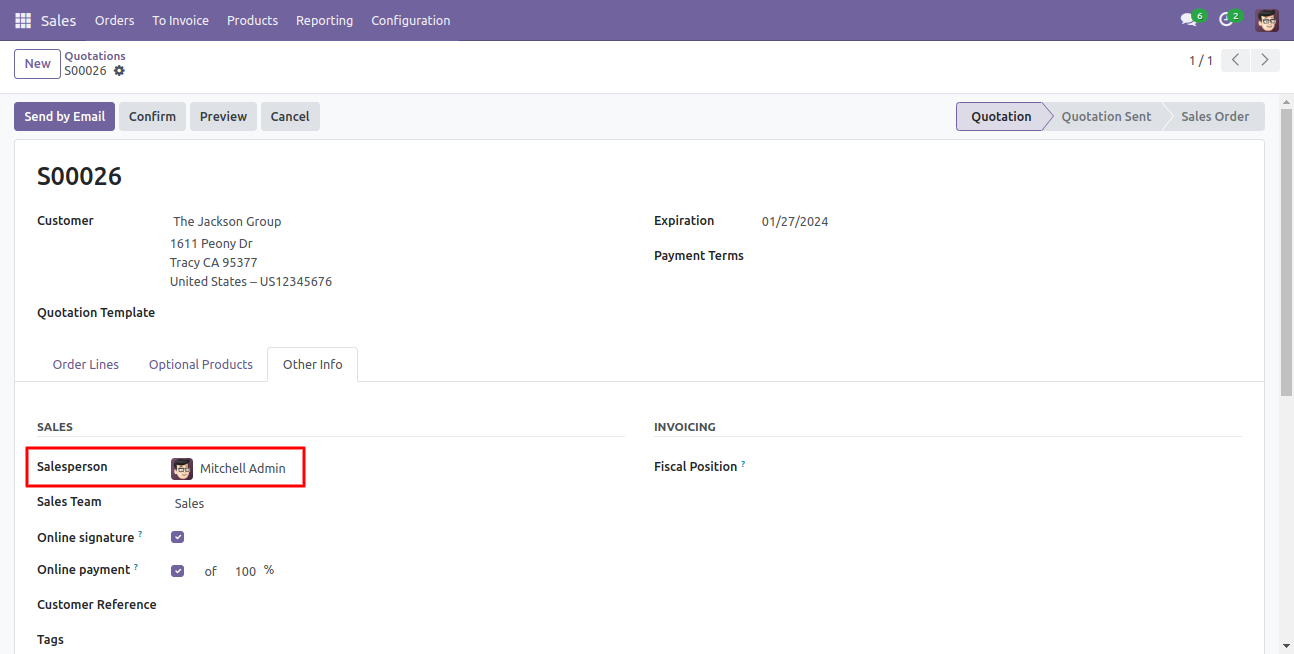 Sales Orders To Invoice Products Reporting Configuration 6 2
New Quotations
S00026
1 / 1
Send by Email Confirm Preview Cancel Quotation Quotation Sent Sales Order
S00026
Customer The Jackson Group
1611 Peony Dr
Tracy CA 95377
United States – US12345676
Expiration 01/27/2024
Payment Terms
Quotation Template
Order Lines Optional Products Other Info
SALES
Salesperson Mitchell Admin
Sales Team Sales
Online signature ?
Online payment ? of 100 %
Customer Reference
Tags
INVOICING
Fiscal Position ?